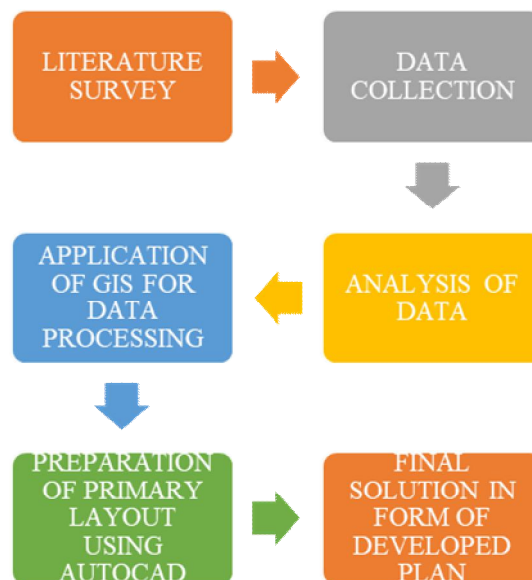 LITERATURE
SURVEY
DATA
COLLECTION
ANALYSIS OF
DATA
APPLICATION
OF GIS FOR
DATA
PROCESSING
PREPARATION
OF PRIMARY
LAYOUT
USING
AUTOCAD
FINAL
SOLUTION IN
FORM OF
DEVELOPED
PLAN